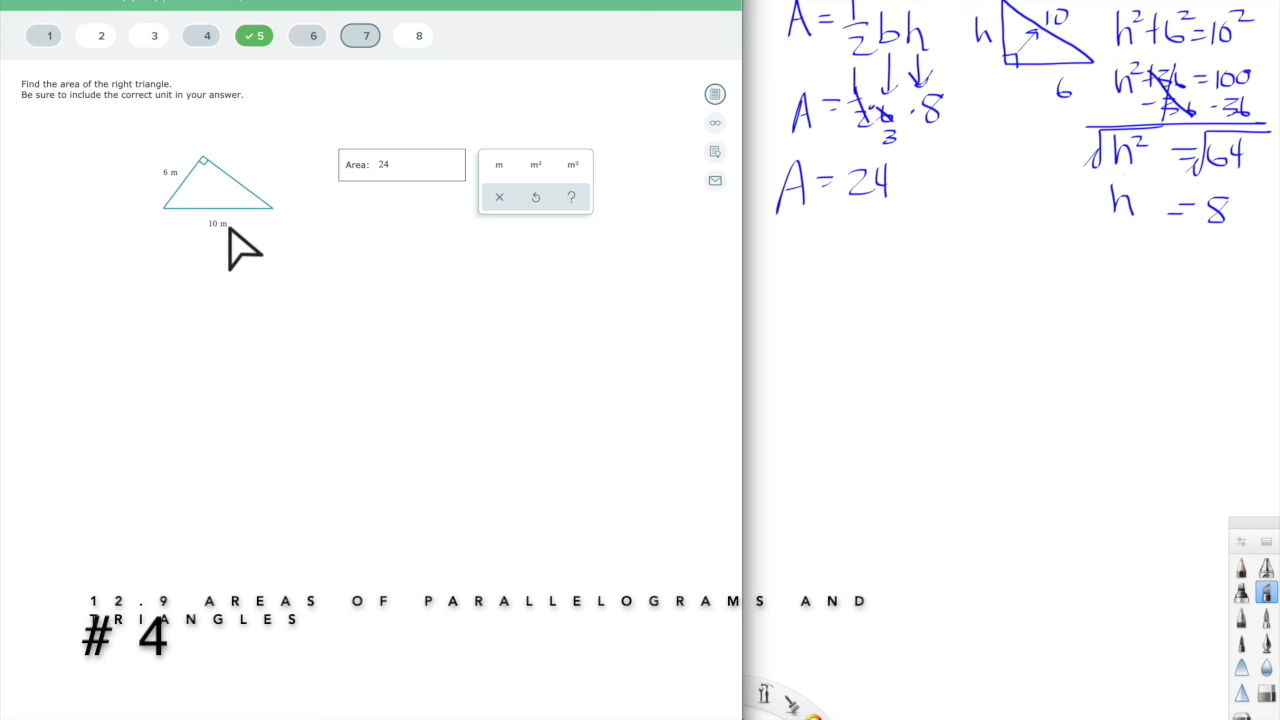 1 2 3 4 ✓ 5 6 7 8
Find the area of the right triangle.
Be sure to include the correct unit in your answer.
6 m
10 m
Area: 24
m m² m³
× ?
12.9 AREAS OF PARALLELOGRAMS AND
TRIANGLES
# 4
A = 1/2 bh
A = 1/2 · 6 · 8
3
A = 24
h 10
6
h² + 6² = 10²
h² + 36 = 100
- 36 - 36
√h² = √64
h = 8